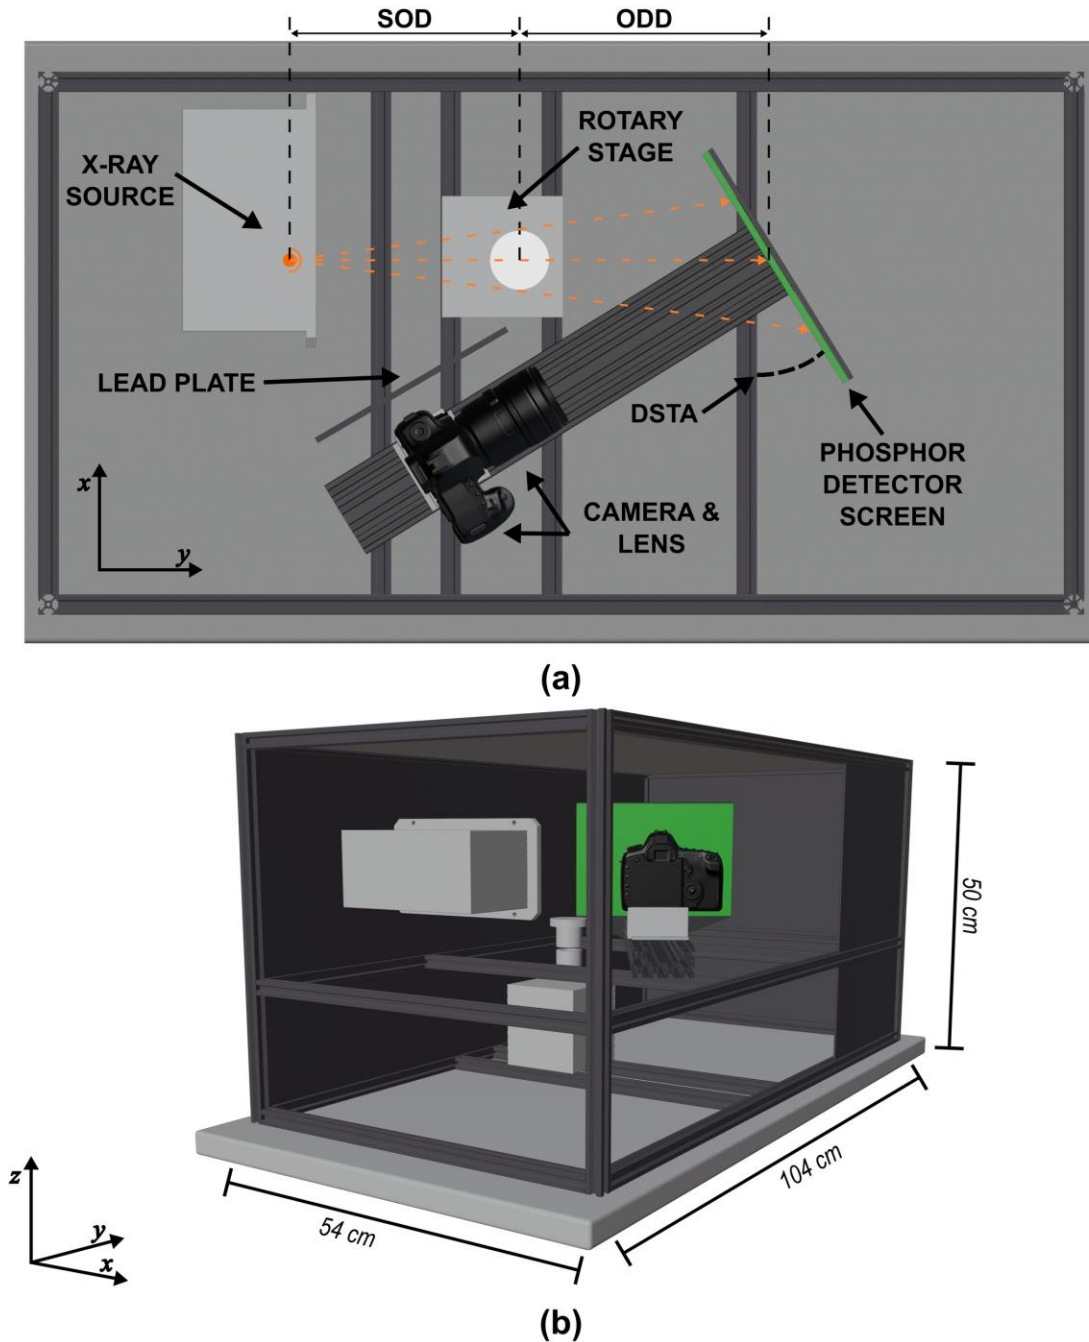 SOD
ODD
ROTARY
STAGE
X-RAY
SOURCE
LEAD PLATE
DSTA
PHOSPHOR
DETECTOR
SCREEN
CAMERA &
LENS
x
y
(a)
50 cm
104 cm
54 cm
z
y
x
(b)